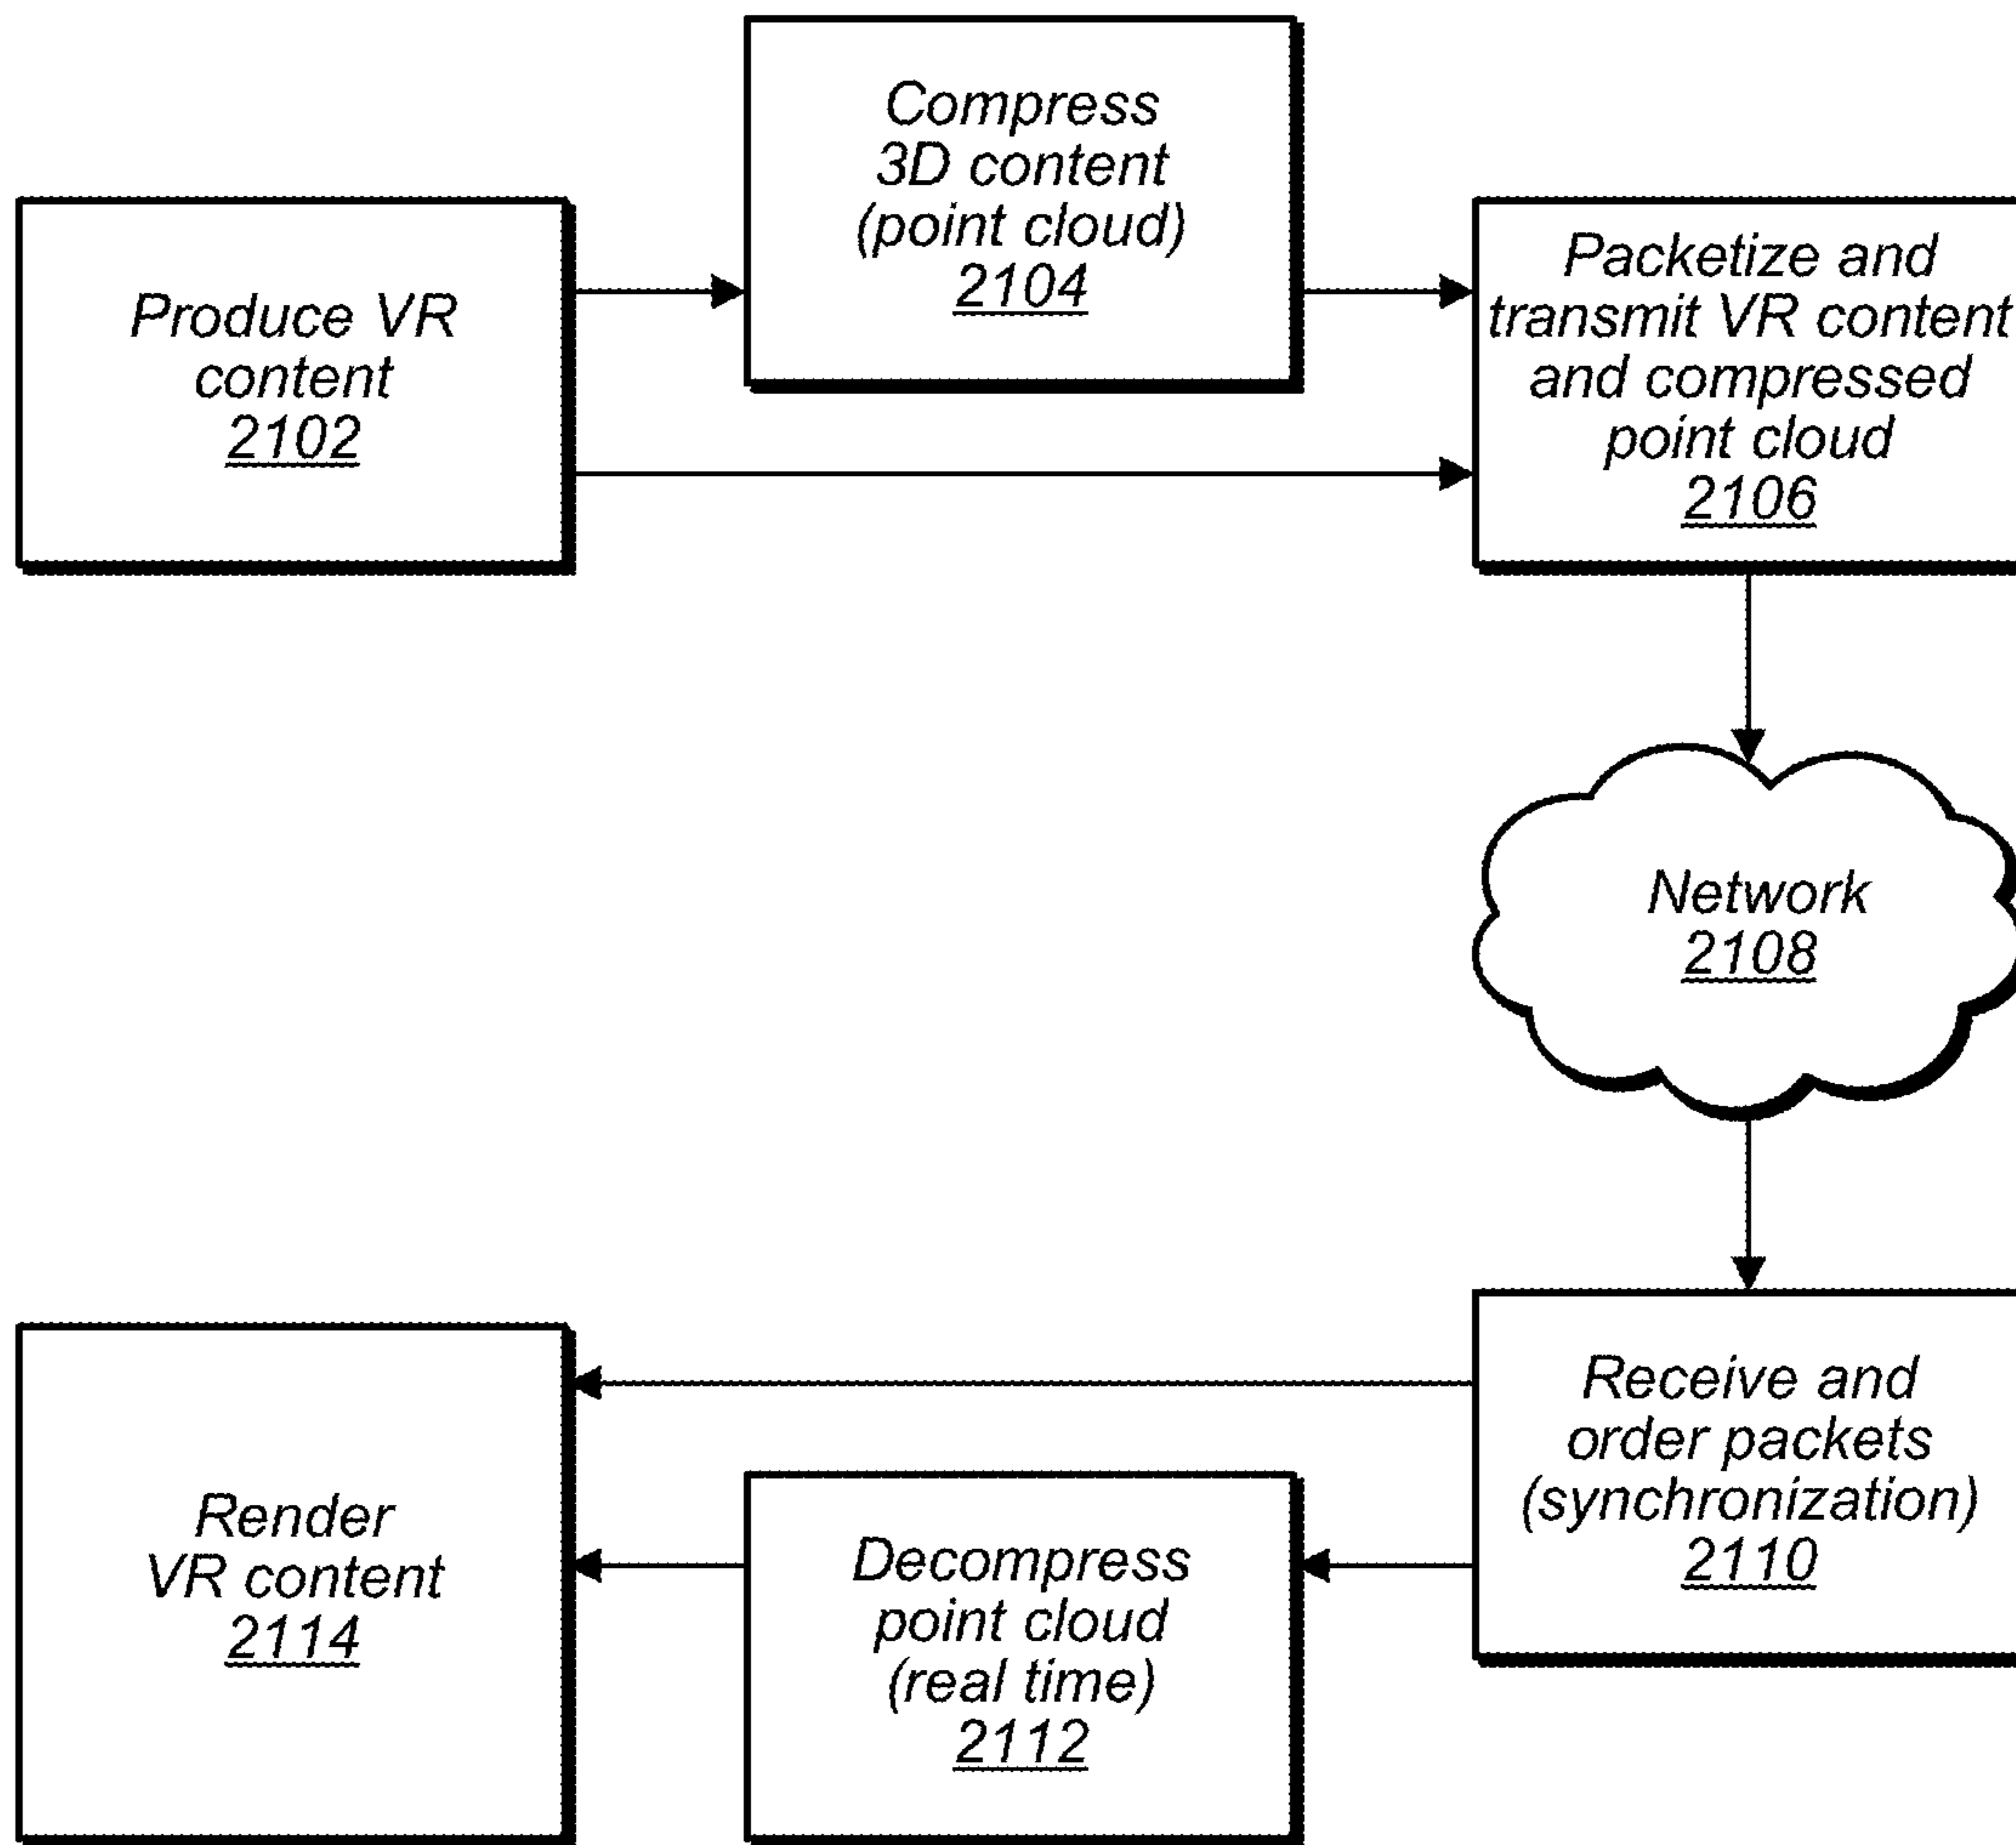 Produce VR
content
2102
Compress
3D content
(point cloud)
2104
Packetize and
transmit VR content
and compressed
point cloud
2106
Network
2108
Receive and
order packets
(synchronization)
2110
Decompress
point cloud
(real time)
2112
Render
VR content
2114